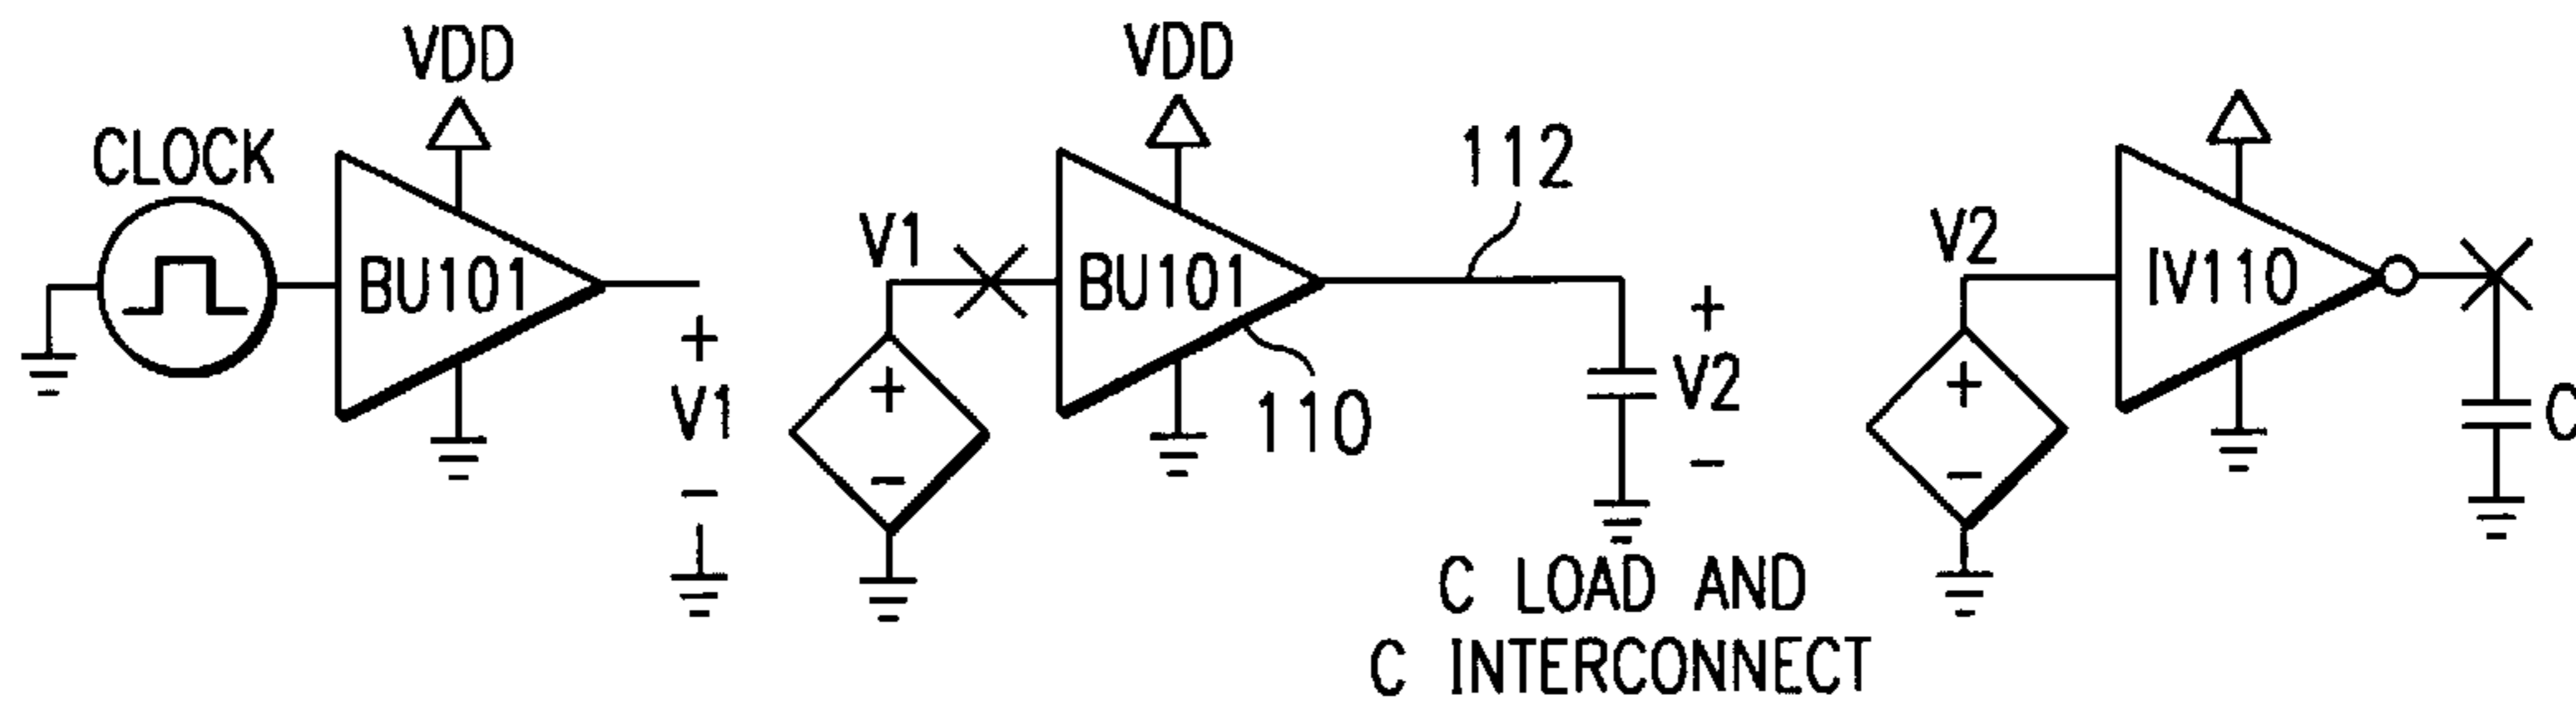 VDD
CLOCK
BU101
+
V1
-
VDD
V1
BU101
112
110
+
-
+
V2
-
C LOAD AND
C INTERCONNECT
V2
IV110
+
-
C